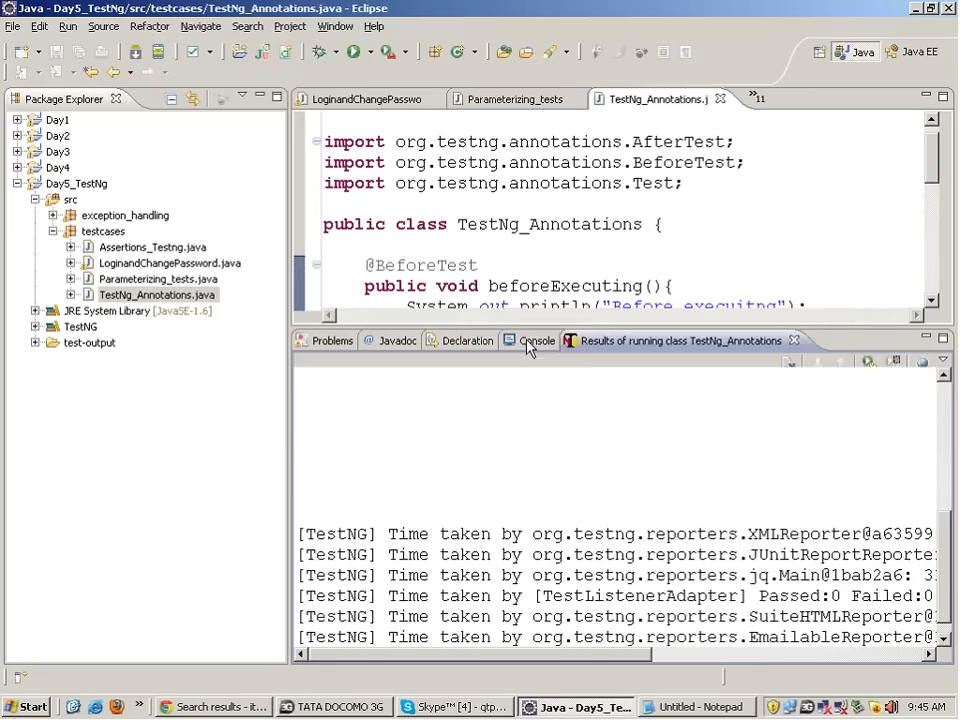 Java - Day5_TestNg/src/testcases/TestNg_Annotations.java - Eclipse
File Edit Run Source Refactor Navigate Search Project Window Help
Java Java EE
Package Explorer
LoginandChangePasswo Parameterizing_tests TestNg_Annotations.j 11
Day1
Day2
Day3
Day4
Day5_TestNg
src
exception_handling
testcases
Assertions_Testng.java
LoginandChangePassword.java
Parameterizing_tests.java
TestNg_Annotations.java
JRE System Library [JavaSE-1.6]
TestNG
test-output
import org.testng.annotations.AfterTest;
import org.testng.annotations.BeforeTest;
import org.testng.annotations.Test;
public class TestNg_Annotations {
@BeforeTest
public void beforeExecuting(){
System.out.println("Before execuitng");
Problems Javadoc Declaration Console Results of running class TestNg_Annotations
[TestNG] Time taken by org.testng.reporters.XMLReporter@a63599
[TestNG] Time taken by org.testng.reporters.JUnitReportReporte
[TestNG] Time taken by org.testng.reporters.jq.Main@1bab2a6: 3
[TestNG] Time taken by [TestListenerAdapter] Passed:0 Failed:0
[TestNG] Time taken by org.testng.reporters.SuiteHTMLReporter@
[TestNG] Time taken by org.testng.reporters.EmailableReporter@
Start Search results - it... TATA DOCOMO 3G Skype™ [4] - qtp... Java - Day5_Te... Untitled - Notepad 9:45 AM